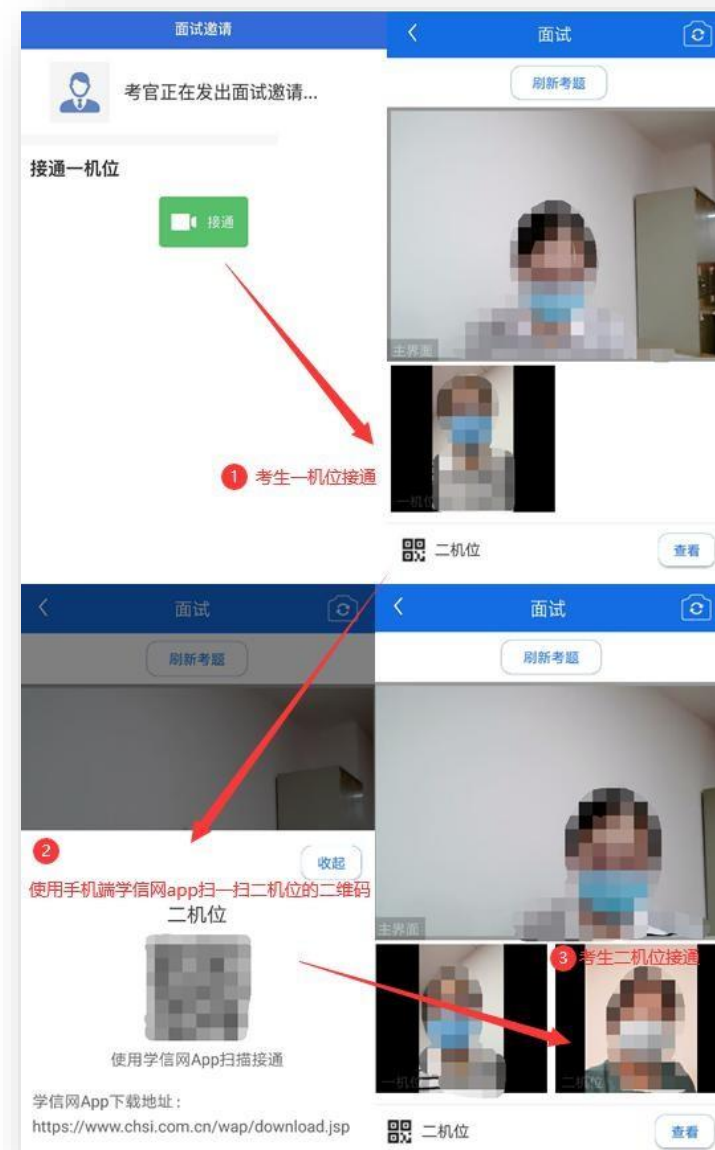 面试邀请
考官正在发出面试邀请...
接通一机位
接通
1 考生一机位接通
面试
刷新考题
主界面
一机位
二机位
查看
面试
刷新考题
2
收起
使用手机端学信网app扫一扫二机位的二维码
二机位
使用学信网App扫描接通
学信网App下载地址：
https://www.chsi.com.cn/wap/download.jsp
面试
刷新考题
主界面
3 考生二机位接通
一机位
二机位
二机位
查看